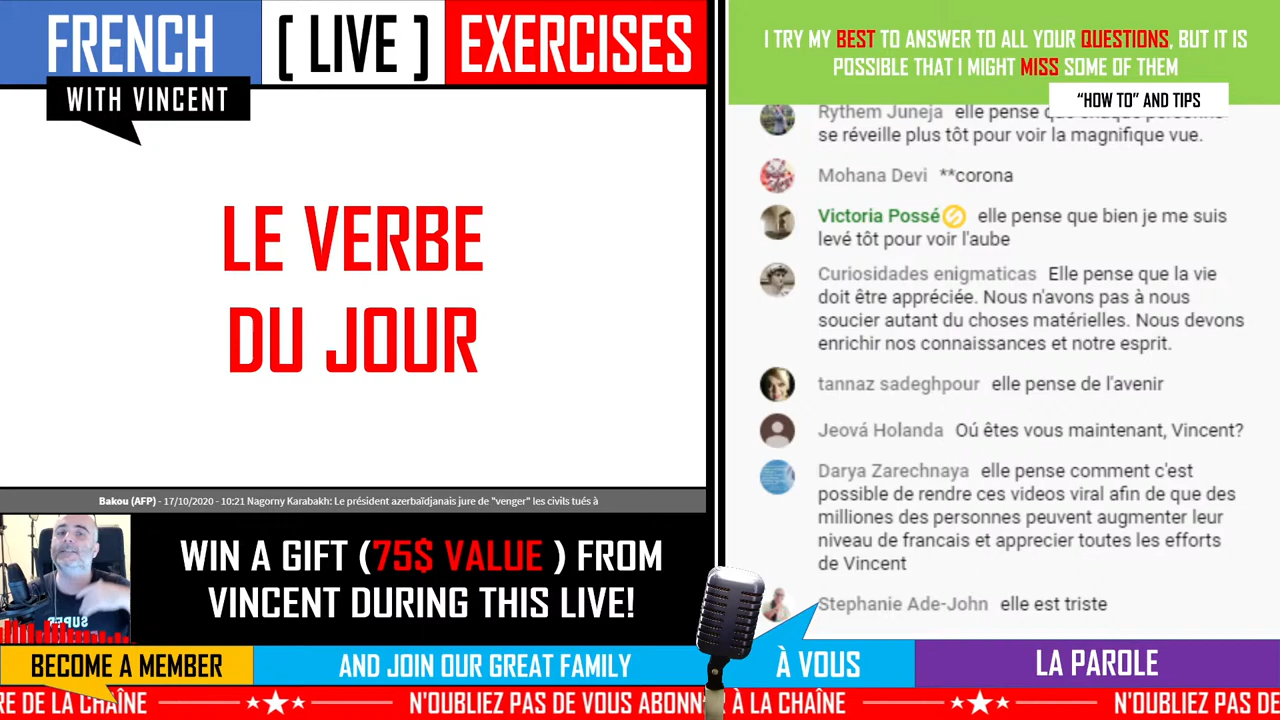 FRENCH
[ LIVE ]
EXERCISES
WITH VINCENT
LE VERBE
DU JOUR
Bakou (AFP) - 17/10/2020 - 10:21 Nagorny Karabakh: Le président azerbaïdjanais jure de "venger" les civils tués à
WIN A GIFT (75$ VALUE ) FROM
VINCENT DURING THIS LIVE!
BECOME A MEMBER
AND JOIN OUR GREAT FAMILY
I TRY MY BEST TO ANSWER TO ALL YOUR QUESTIONS, BUT IT IS
POSSIBLE THAT I MIGHT MISS SOME OF THEM
“HOW TO” AND TIPS
Rythem Juneja elle pense que
se réveille plus tôt pour voir la magnifique vue.
Mohana Devi **corona
Victoria Possé elle pense que bien je me suis
levé tôt pour voir l'aube
Curiosidades enigmaticas Elle pense que la vie
doit être appréciée. Nous n'avons pas à nous
soucier autant du choses matérielles. Nous devons
enrichir nos connaissances et notre esprit.
tannaz sadeghpour elle pense de l'avenir
Jeová Holanda Oú êtes vous maintenant, Vincent?
Darya Zarechnaya elle pense comment c'est
possible de rendre ces videos viral afin de que des
milliones des personnes peuvent augmenter leur
niveau de francais et apprecier toutes les efforts
de Vincent
Stephanie Ade-John elle est triste
À VOUS
LA PAROLE
RE DE LA CHAÎNE
N'OUBLIEZ PAS DE VOUS ABONN
À LA CHAÎNE
N'OUBLIEZ PAS DE